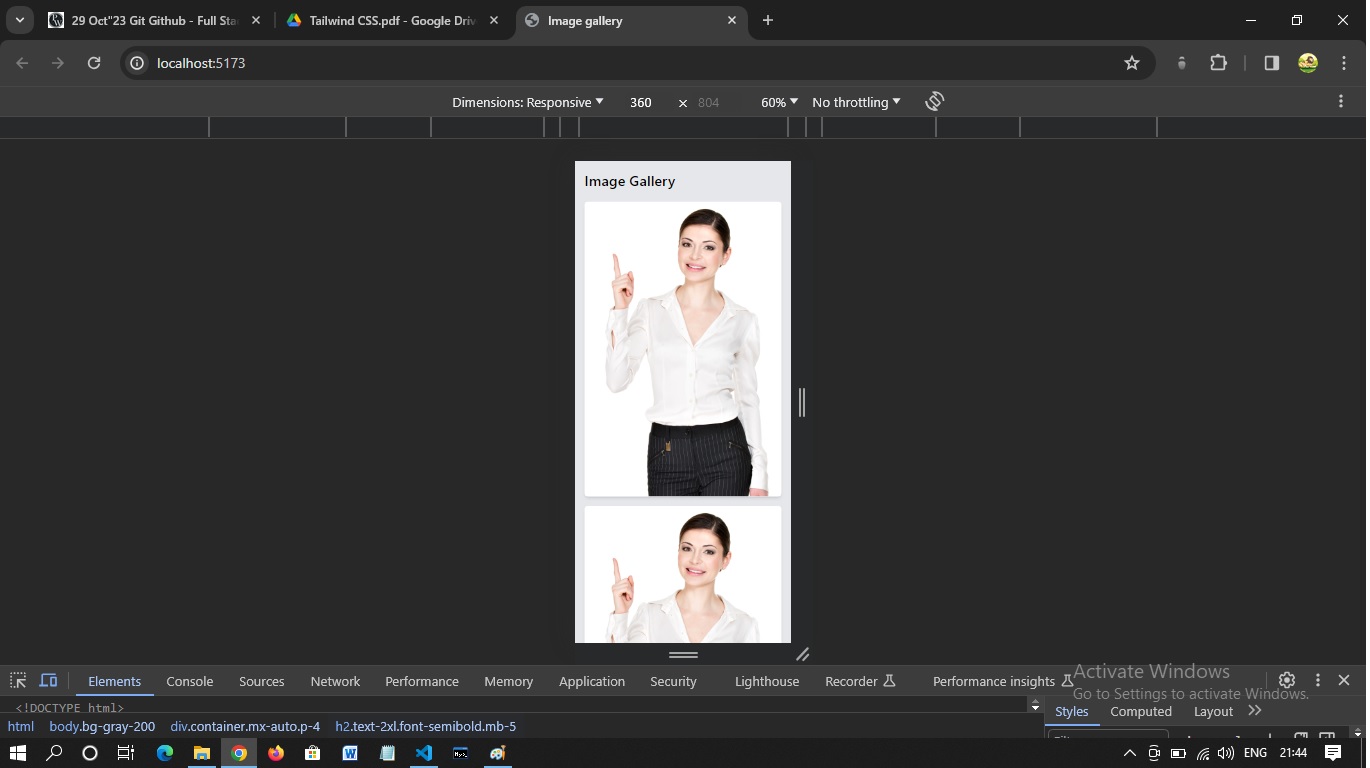 29 Oct"23 Git Github - Full Sta
Tailwind CSS.pdf - Google Driv
Image gallery
localhost:5173
Dimensions: Responsive
360 × 804
60%
No throttling
Image Gallery
Activate Windows
Go to Settings to activate Windows.
Elements Console Sources Network Performance Memory Application Security Lighthouse Recorder Performance insights
<!DOCTYPE html>
Styles Computed Layout
html body.bg-gray-200 div.container.mx-auto.p-4 h2.text-2xl.font-semibold.mb-5
ENG 21:44